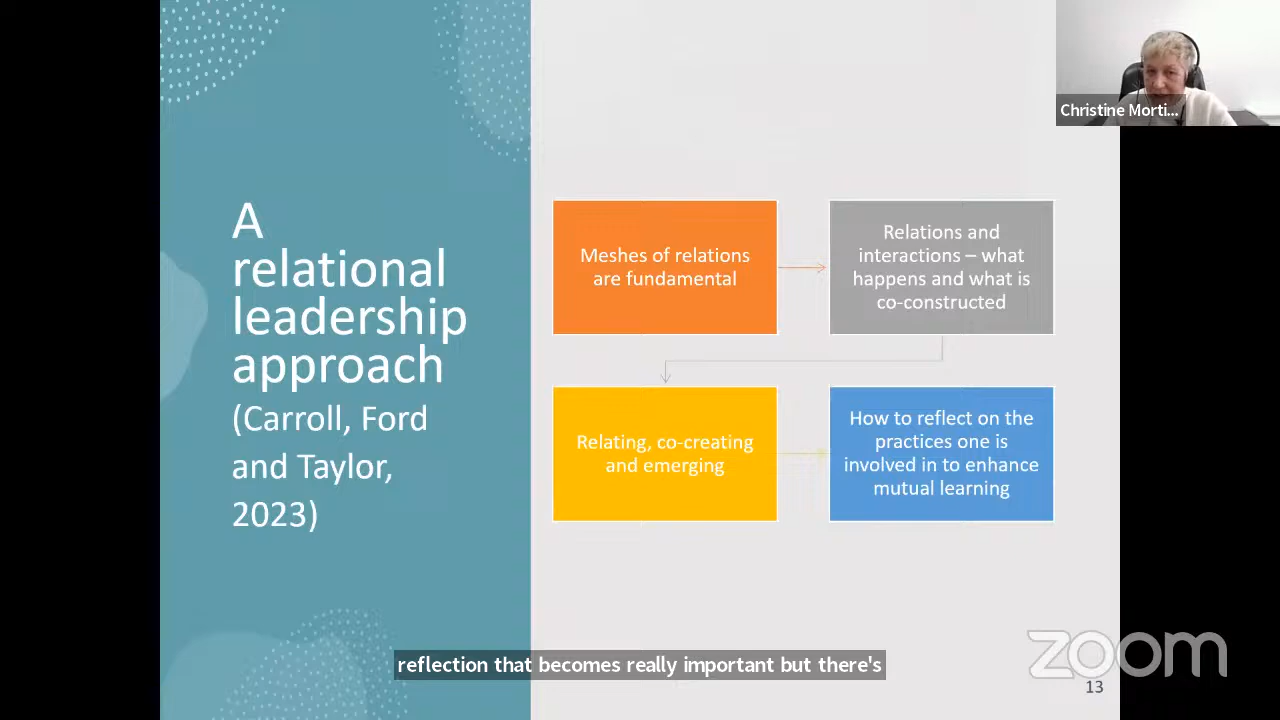 A
relational
leadership
approach
(Carroll, Ford
and Taylor,
2023)
Meshes of relations
are fundamental
Relations and
interactions – what
happens and what is
co-constructed
Relating, co-creating
and emerging
How to reflect on the
practices one is
involved in to enhance
mutual learning
Christine Morti...
reflection that becomes really important but there's
zoom
13